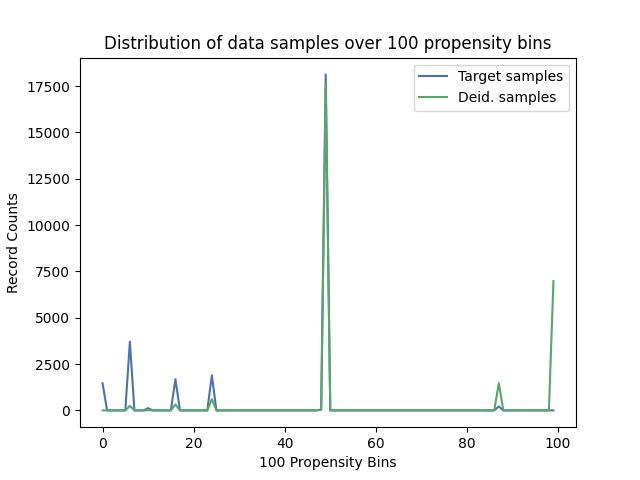 Distribution of data samples over 100 propensity bins
Target samples
Deid. samples
17500
15000
12500
10000
7500
5000
2500
0
Record Counts
0 20 40 60 80 100
100 Propensity Bins